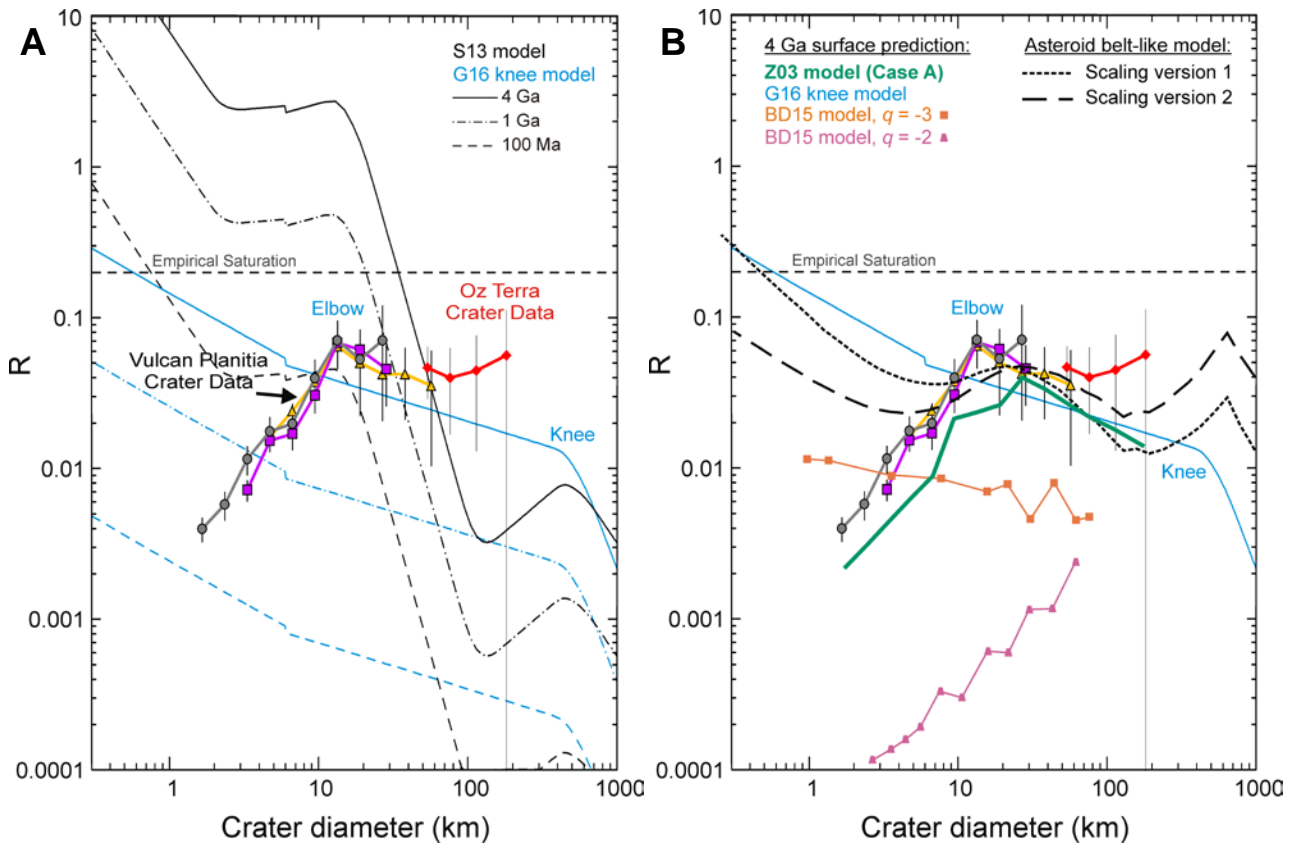 A
10
1
0.1
0.01
0.001
0.0001
R
S13 model
G16 knee model
4 Ga
1 Ga
100 Ma
Empirical Saturation
Elbow
Oz Terra
Crater Data
Vulcan Planitia
Crater Data
Knee
1
10
100
1000
Crater diameter (km)
B
10
1
0.1
0.01
0.001
0.0001
R
4 Ga surface prediction:
Z03 model (Case A)
G16 knee model
BD15 model, q = -3
BD15 model, q = -2
Asteroid belt-like model:
Scaling version 1
Scaling version 2
Empirical Saturation
Elbow
Oz Terra
Crater Data
Knee
1
10
100
1000
Crater diameter (km)